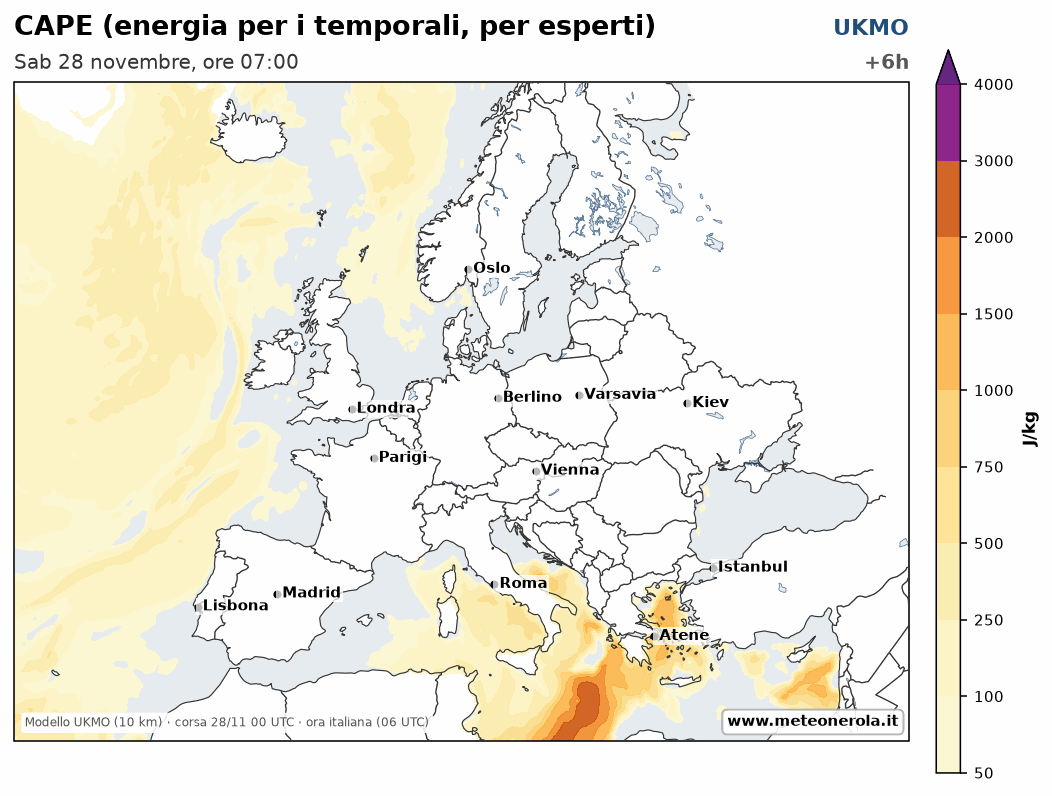 CAPE (energia per i temporali, per esperti)
UKMO
Sab 28 novembre, ore 07:00
+6h
4000
3000
2000
1500
1000
750
500
250
100
50
J/kg
Oslo
Berlino
Varsavia
Kiev
Londra
Parigi
Vienna
Istanbul
Roma
Madrid
Lisbona
Atene
Modello UKMO (10 km) · corsa 28/11 00 UTC · ora italiana (06 UTC)
www.meteonerola.it